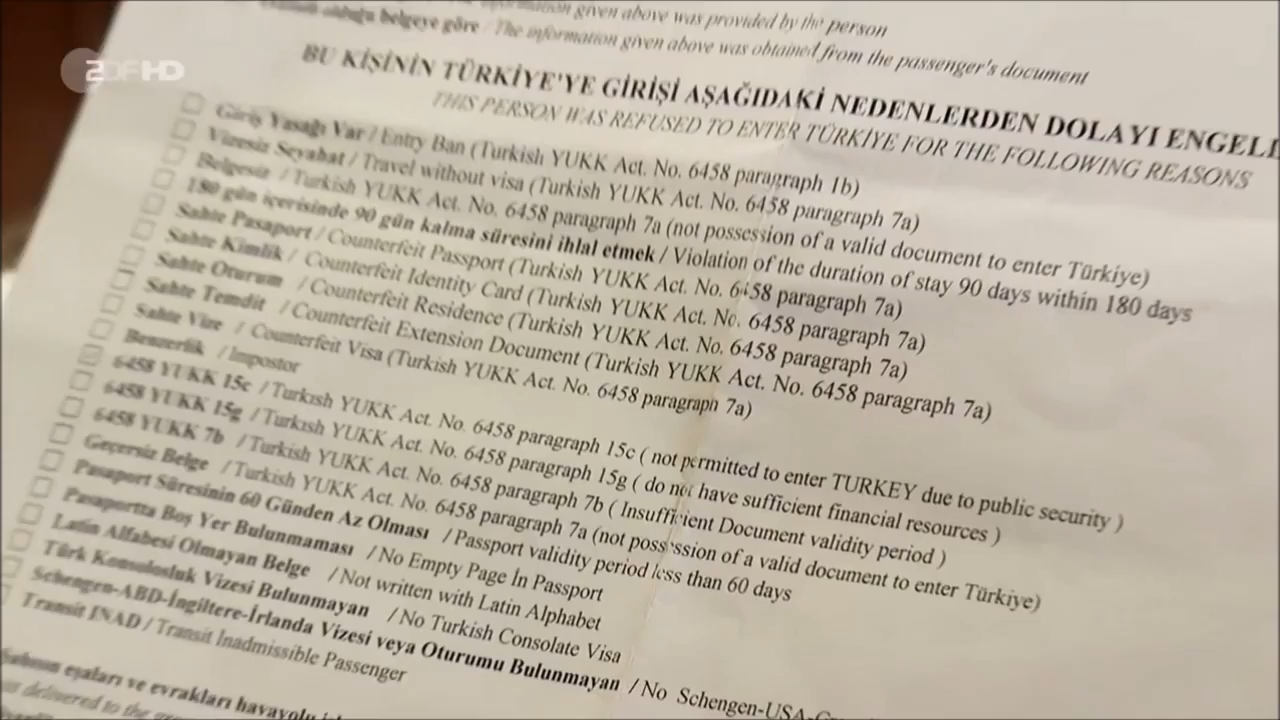 ZDF HD
information given above was provided by the person
olduğu belgeye göre / The information given above was obtained from the passenger's document
BU KİŞİNİN TÜRKİYE'YE GİRİŞİ AŞAĞIDAKİ NEDENLERDEN DOLAYI ENGELL
THIS PERSON WAS REFUSED TO ENTER TÜRKİYE FOR THE FOLLOWING REASONS
Giriş Yasağı Var / Entry Ban (Turkish YUKK Act. No. 6458 paragraph 1b)
Vizesiz Seyahat / Travel without visa (Turkish YUKK Act. No. 6458 paragraph 7a)
Belgesiz / Turkish YUKK Act. No. 6458 paragraph 7a (not possession of a valid document to enter Türkiye)
180 gün içerisinde 90 gün kalma süresini ihlal etmek / Violation of the duration of stay 90 days within 180 days
Sahte Pasaport / Counterfeit Passport (Turkish YUKK Act. No. 6458 paragraph 7a)
Sahte Kimlik / Counterfeit Identity Card (Turkish YUKK Act. No. 6458 paragraph 7a)
Sahte Oturum / Counterfeit Residence (Turkish YUKK Act. No. 6458 paragraph 7a)
Sahte Temdit / Counterfeit Extension Document (Turkish YUKK Act. No. 6458 paragraph 7a)
Sahte Vize / Counterfeit Visa (Turkish YUKK Act. No. 6458 paragraph 7a)
Benzerlik / Impostor
6458 YUKK 15c / Turkish YUKK Act. No. 6458 paragraph 15c ( not permitted to enter TURKEY due to public security )
6458 YUKK 15g / Turkish YUKK Act. No. 6458 paragraph 15g ( do not have sufficient financial resources )
6458 YUKK 7b / Turkish YUKK Act. No. 6458 paragraph 7b ( Insufficient Document validity period )
Geçersiz Belge / Turkish YUKK Act. No. 6458 paragraph 7a (not possession of a valid document to enter Türkiye)
Pasaport Süresinin 60 Günden Az Olması / Passport validity period less than 60 days
Pasaportta Boş Yer Bulunmaması / No Empty Page İn Passport
Latin Alfabesi Olmayan Belge / Not written with Latin Alphabet
Türk Konsolosluk Vizesi Bulunmayan / No Turkish Consolate Visa
Schengen-ABD-İngiltere-İrlanda Vizesi veya Oturumu Bulunmayan / No Schengen-USA-
Transit INAD / Transit Inadmissible Passenger
Şahsın eşaları ve evrakları havayolu
was delivered to the